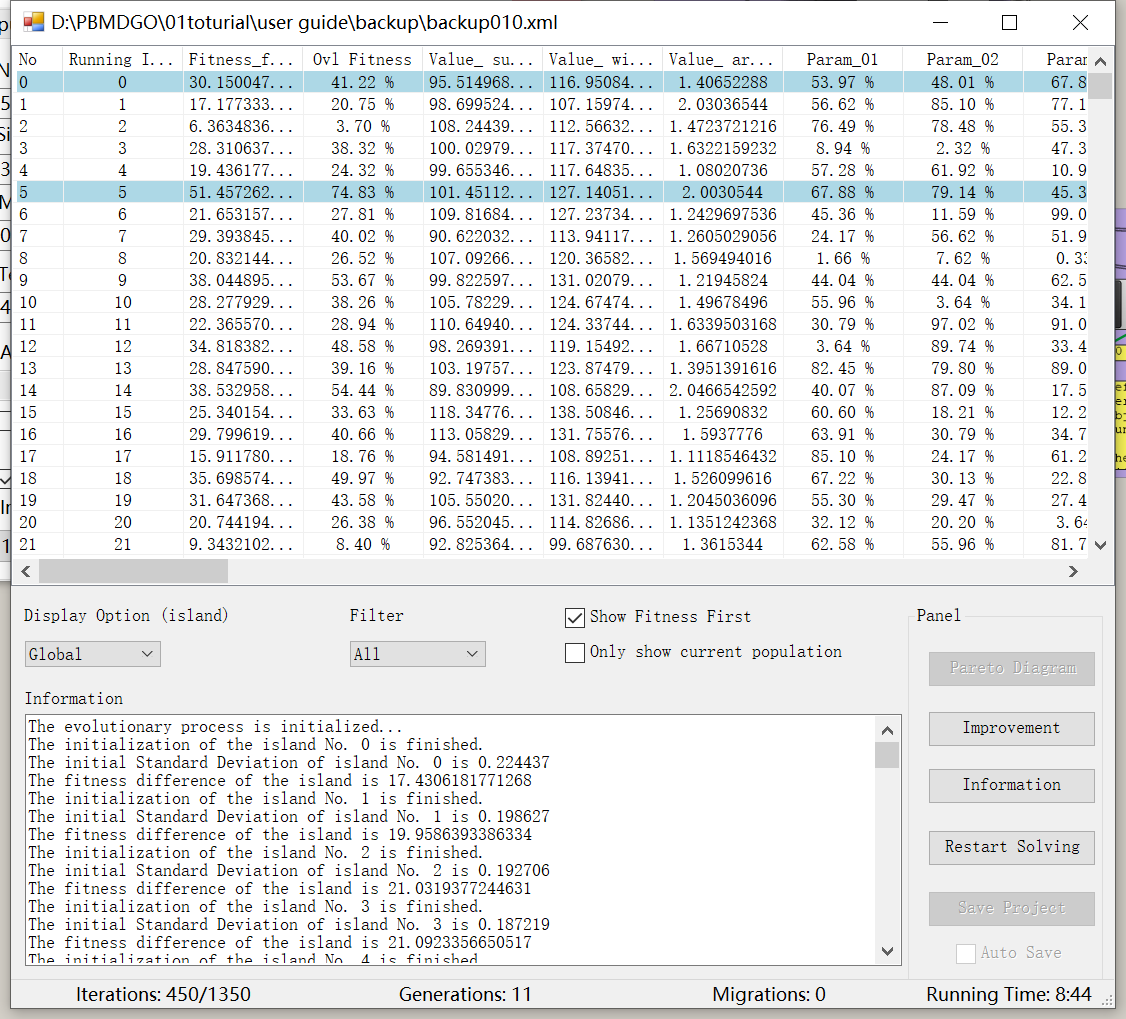 D:\PBMDGO\01toturial\user guide\backup\backup010.xml
No Running I... Fitness_f... Ovl Fitness Value_ su... Value_ wi... Value_ ar... Param_01 Param_02 Param
0 0 30.150047... 41.22 % 95.514968... 116.95084... 1.40652288 53.97 % 48.01 % 67.8
1 1 17.177333... 20.75 % 98.699524... 107.15974... 2.03036544 56.62 % 85.10 % 77.1
2 2 6.3634836... 3.70 % 108.24439... 112.56632... 1.4723721216 76.49 % 78.48 % 55.3
3 3 28.310637... 38.32 % 100.02979... 117.37470... 1.6322159232 8.94 % 2.32 % 47.3
4 4 19.436177... 24.32 % 99.655346... 117.64835... 1.08020736 57.28 % 61.92 % 10.9
5 5 51.457262... 74.83 % 101.45112... 127.14051... 2.0030544 67.88 % 79.14 % 45.3
6 6 21.653157... 27.81 % 109.81684... 127.23734... 1.2429697536 45.36 % 11.59 % 99.0
7 7 29.393845... 40.02 % 90.622032... 113.94117... 1.2605029056 24.17 % 56.62 % 51.9
8 8 20.832144... 26.52 % 107.09266... 120.36582... 1.569494016 1.66 % 7.62 % 0.33
9 9 38.044895... 53.67 % 99.822597... 131.02079... 1.21945824 44.04 % 44.04 % 62.5
10 10 28.277929... 38.26 % 105.78229... 124.67474... 1.49678496 55.96 % 3.64 % 34.1
11 11 22.365570... 28.94 % 110.64940... 124.33744... 1.6339503168 30.79 % 97.02 % 91.0
12 12 34.818382... 48.58 % 98.269391... 119.15492... 1.66710528 3.64 % 89.74 % 33.4
13 13 28.847590... 39.16 % 103.19757... 123.87479... 1.3951391616 82.45 % 79.80 % 89.0
14 14 38.532958... 54.44 % 89.830999... 108.65829... 2.0466542592 40.07 % 87.09 % 17.5
15 15 25.340154... 33.63 % 118.34776... 138.50846... 1.25690832 60.60 % 18.21 % 12.2
16 16 29.799619... 40.66 % 113.05829... 131.75576... 1.5937776 63.91 % 30.79 % 34.7
17 17 15.911780... 18.76 % 94.581491... 108.89251... 1.1118546432 85.10 % 24.17 % 61.2
18 18 35.698574... 49.97 % 92.747383... 116.13941... 1.526099616 67.22 % 30.13 % 22.8
19 19 31.647368... 43.58 % 105.55020... 131.82440... 1.2045036096 55.30 % 29.47 % 27.4
20 20 20.744194... 26.38 % 96.552045... 114.82686... 1.1351242368 32.12 % 20.20 % 3.64
21 21 9.3432102... 8.40 % 92.825364... 99.687630... 1.3615344 62.58 % 55.96 % 81.7
Display Option (island) Filter Show Fitness First Panel
Global All Only show current population
Pareto Diagram
Information
The evolutionary process is initialized...
The initialization of the island No. 0 is finished.
The initial Standard Deviation of island No. 0 is 0.224437
The fitness difference of the island is 17.4306181771268
The initialization of the island No. 1 is finished.
The initial Standard Deviation of island No. 1 is 0.198627
The fitness difference of the island is 19.9586393386334
The initialization of the island No. 2 is finished.
The initial Standard Deviation of island No. 2 is 0.192706
The fitness difference of the island is 21.0319377244631
The initialization of the island No. 3 is finished.
The initial Standard Deviation of island No. 3 is 0.187219
The fitness difference of the island is 21.0923356650517
The initialization of the island No. 4 is finished.
Improvement
Information
Restart Solving
Save Project
Auto Save
Iterations: 450/1350 Generations: 11 Migrations: 0 Running Time: 8:44